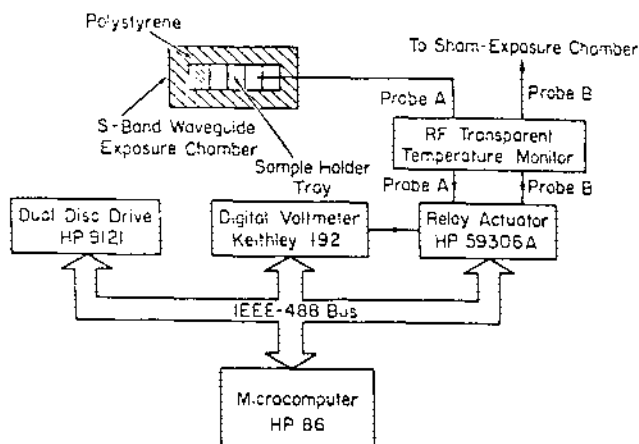 Polystyrene
To Sham-Exposure Chamber
Probe A
Probe B
S-Band Waveguide
Exposure Chamber
Sample Holder
Tray
RF Transparent
Temperature Monitor
Probe A
Probe B
Dual Disc Drive
HP 9121
Digital Voltmeter
Keithley 192
Relay Actuator
HP 59306A
IEEE-488 Bus
Microcomputer
HP 86